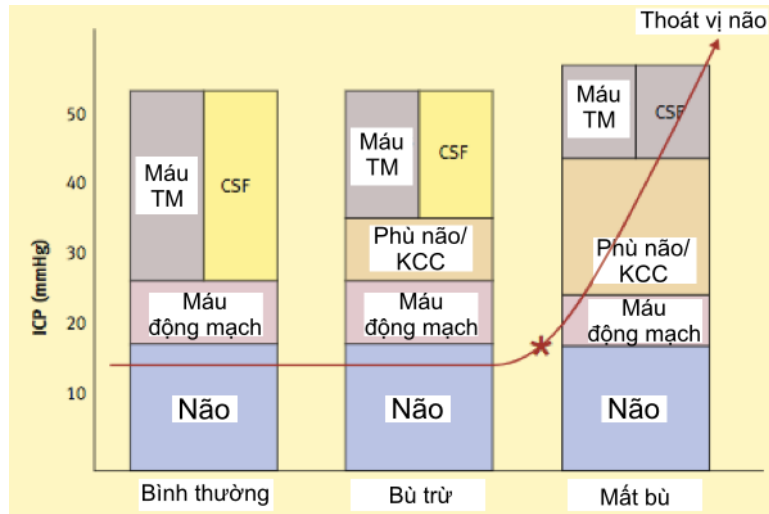 Thoát vị não
ICP (mmHg)
50
40
30
20
10
Máu
TM
CSF
Máu
động mạch
Não
Bình thường
Máu
TM
CSF
Phù não/
KCC
Máu
động mạch
Não
Bù trừ
Máu
TM
CSF
Phù não/
KCC
Máu
động mạch
Não
Mất bù